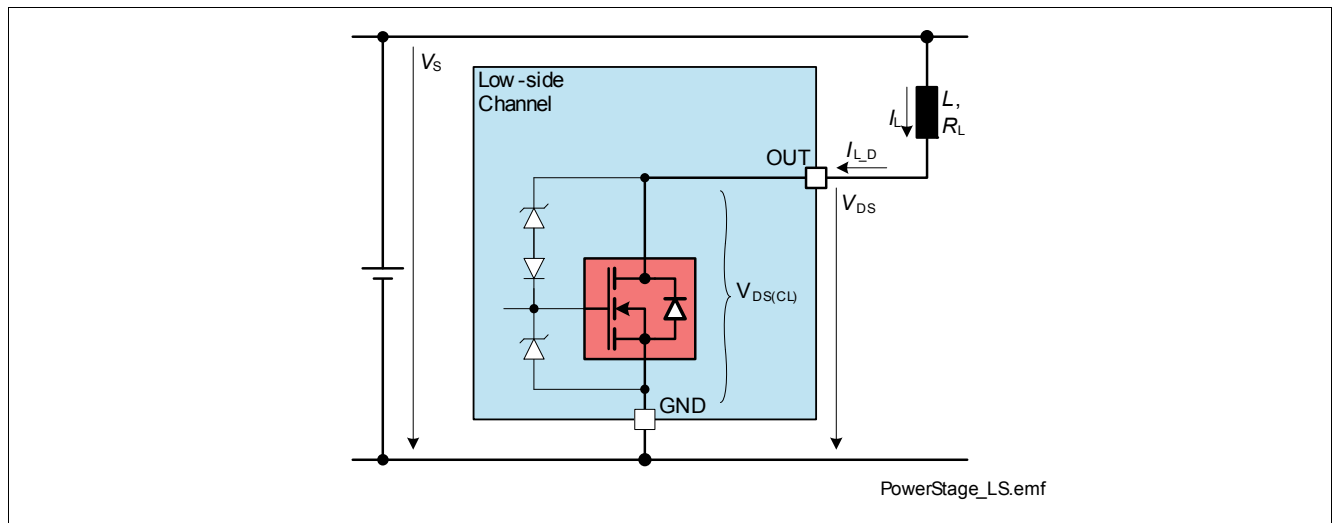 VS
Low-side
Channel
L,
IL
RL
OUT
IL_D
VDS
VDS(CL)
GND
PowerStage_LS.emf